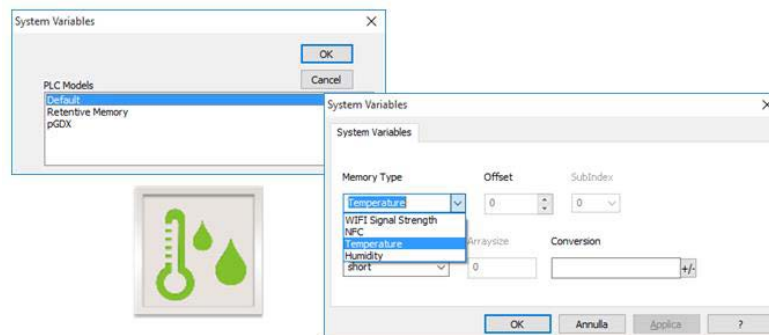 System Variables
OK
Cancel
PLC Models
Default
Retentive Memory
pGDX
System Variables
System Variables
Memory Type
Offset
SubIndex
Temperature
0
0
WIFI Signal Strength
NFC
Temperature
Humidity
Arraysize
Conversion
short
0
+/-
OK
Annulla
Applica
?